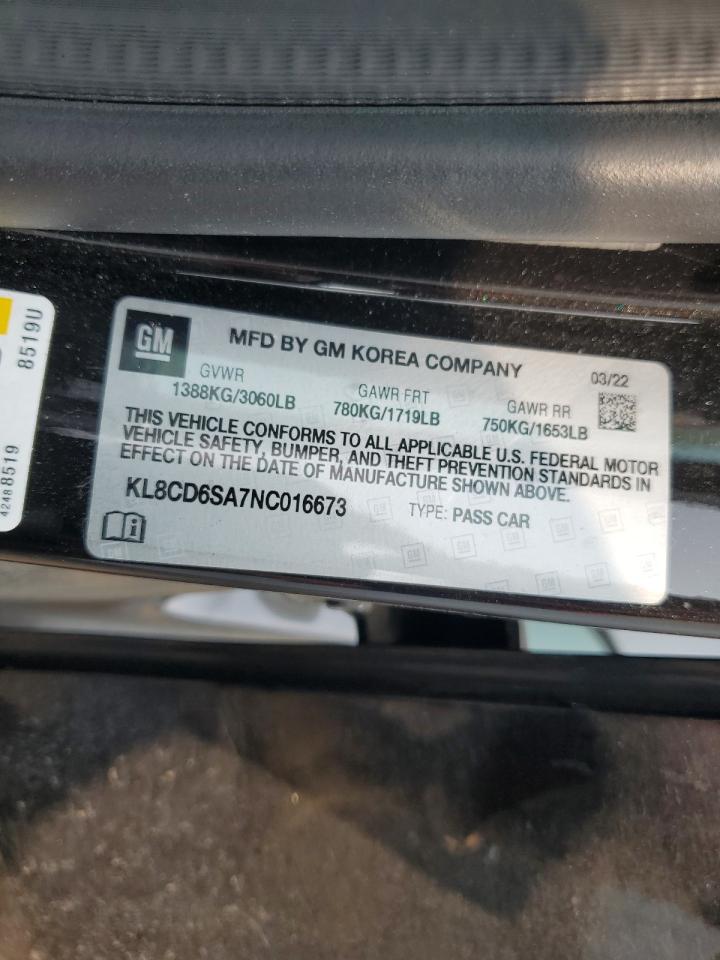 GM
MFD BY GM KOREA COMPANY
03/22
GVWR
1388KG/3060LB
GAWR FRT
780KG/1719LB
GAWR RR
750KG/1653LB
THIS VEHICLE CONFORMS TO ALL APPLICABLE U.S. FEDERAL MOTOR
VEHICLE SAFETY, BUMPER, AND THEFT PREVENTION STANDARDS IN
EFFECT ON THE DATE OF MANUFACTURE SHOWN ABOVE.
KL8CD6SA7NC016673
TYPE: PASS CAR
8519U
42488519